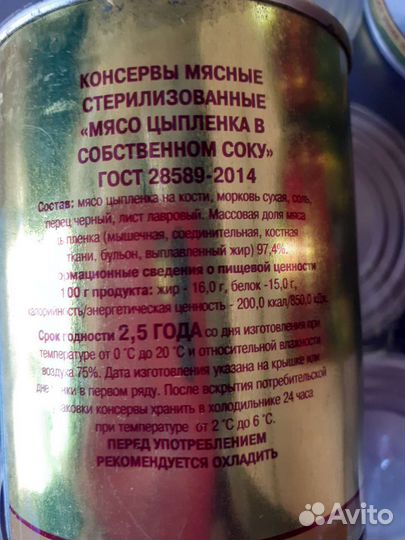 КОНСЕРВЫ МЯСНЫЕ
СТЕРИЛИЗОВАННЫЕ
«МЯСО ЦЫПЛЕНКА В
СОБСТВЕННОМ СОКУ»
ГОСТ 28589-2014
Состав: мясо цыпленка на кости, морковь сухая, соль,
перец черный, лист лавровый. Массовая доля мяса
(мышечная, соединительная, костная
ткани, бульон, выплавленный жир) 97,4%.
о пищевой ценности
100 г продукта: жир - 16,0 г, белок -15,0 г,
калорийность/энергетическая ценность - 200,0 ккал/850,0 кДж.
Срок годности 2,5 ГОДА со дня изготовления при
температуре от 0 °С до 20 °С и относительной влажности
воздуха 75%. Дата изготовления указана на крышке или
в первом ряду. После вскрытия потребительской
консервы хранить в холодильнике 24 часа
при температуре от 2 °С до 6 °С.
ПЕРЕД УПОТРЕБЛЕНИЕМ
РЕКОМЕНДУЕТСЯ ОХЛАДИТЬ
Avito